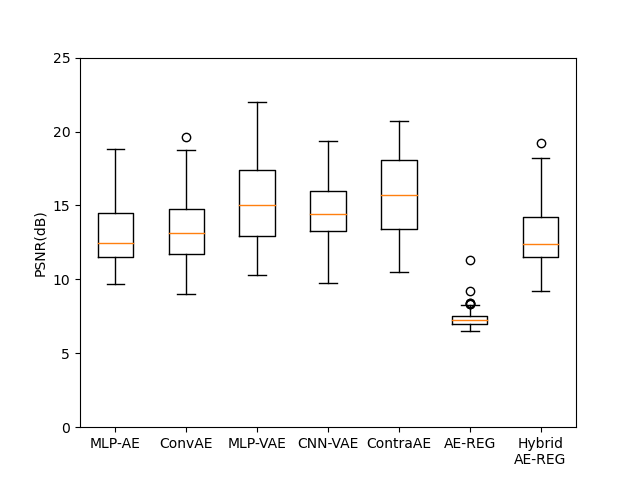 25
20
15
10
5
0
PSNR(dB)
MLP-AE
ConvAE
MLP-VAE
CNN-VAE
ContraAE
AE-REG
Hybrid
AE-REG